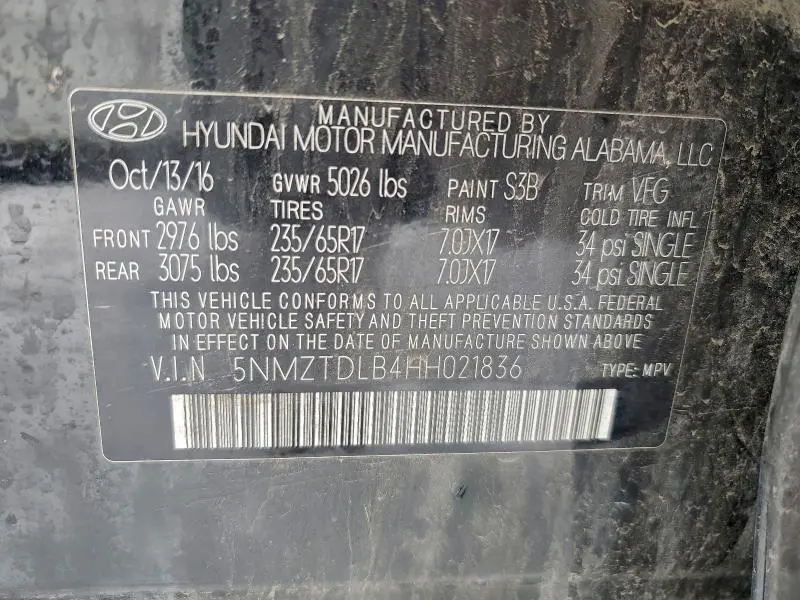 MANUFACTURED BY
HYUNDAI MOTOR MANUFACTURING ALABAMA, LLC
Oct/13/16 GVWR 5026 lbs PAINT S3B TRIM VFG
GAWR TIRES RIMS COLD TIRE INFL
FRONT 2976 lbs 235/65R17 7.0JX17 34 psi SINGLE
REAR 3075 lbs 235/65R17 7.0JX17 34 psi SINGLE
THIS VEHICLE CONFORMS TO ALL APPLICABLE U.S.A. FEDERAL
MOTOR VEHICLE SAFETY AND THEFT PREVENTION STANDARDS
IN EFFECT ON THE DATE OF MANUFACTURE SHOWN ABOVE
V.I.N 5NMZTDLB4HH021836 TYPE: MPV